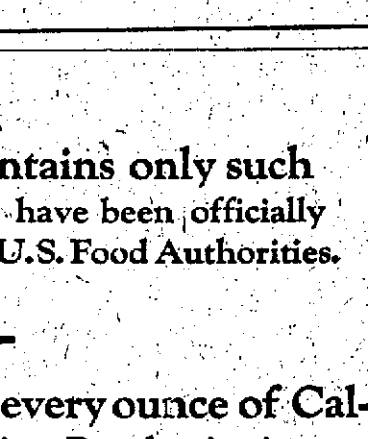 ntains only such
have been officially
U.S. Food Authorities.
every ounce of Cal-